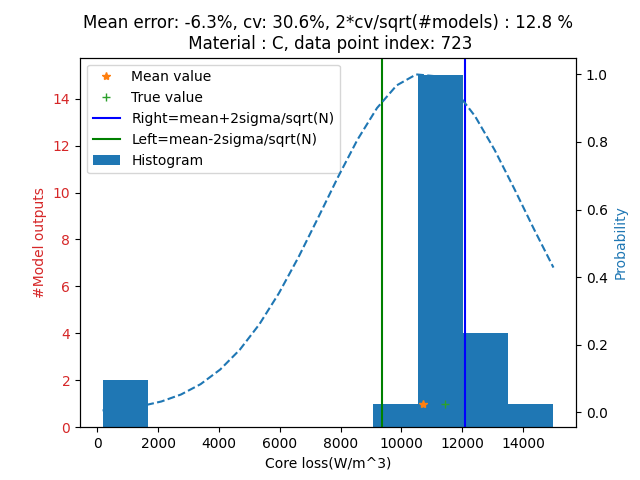 Mean error: -6.3%, cv: 30.6%, 2*cv/sqrt(#models) : 12.8 %
Material : C, data point index: 723
Mean value
True value
Right=mean+2sigma/sqrt(N)
Left=mean-2sigma/sqrt(N)
Histogram
#Model outputs
14
12
10
8
6
4
2
0
1.0
0.8
0.6
0.4
0.2
0.0
Probability
0 2000 4000 6000 8000 10000 12000 14000
Core loss(W/m^3)